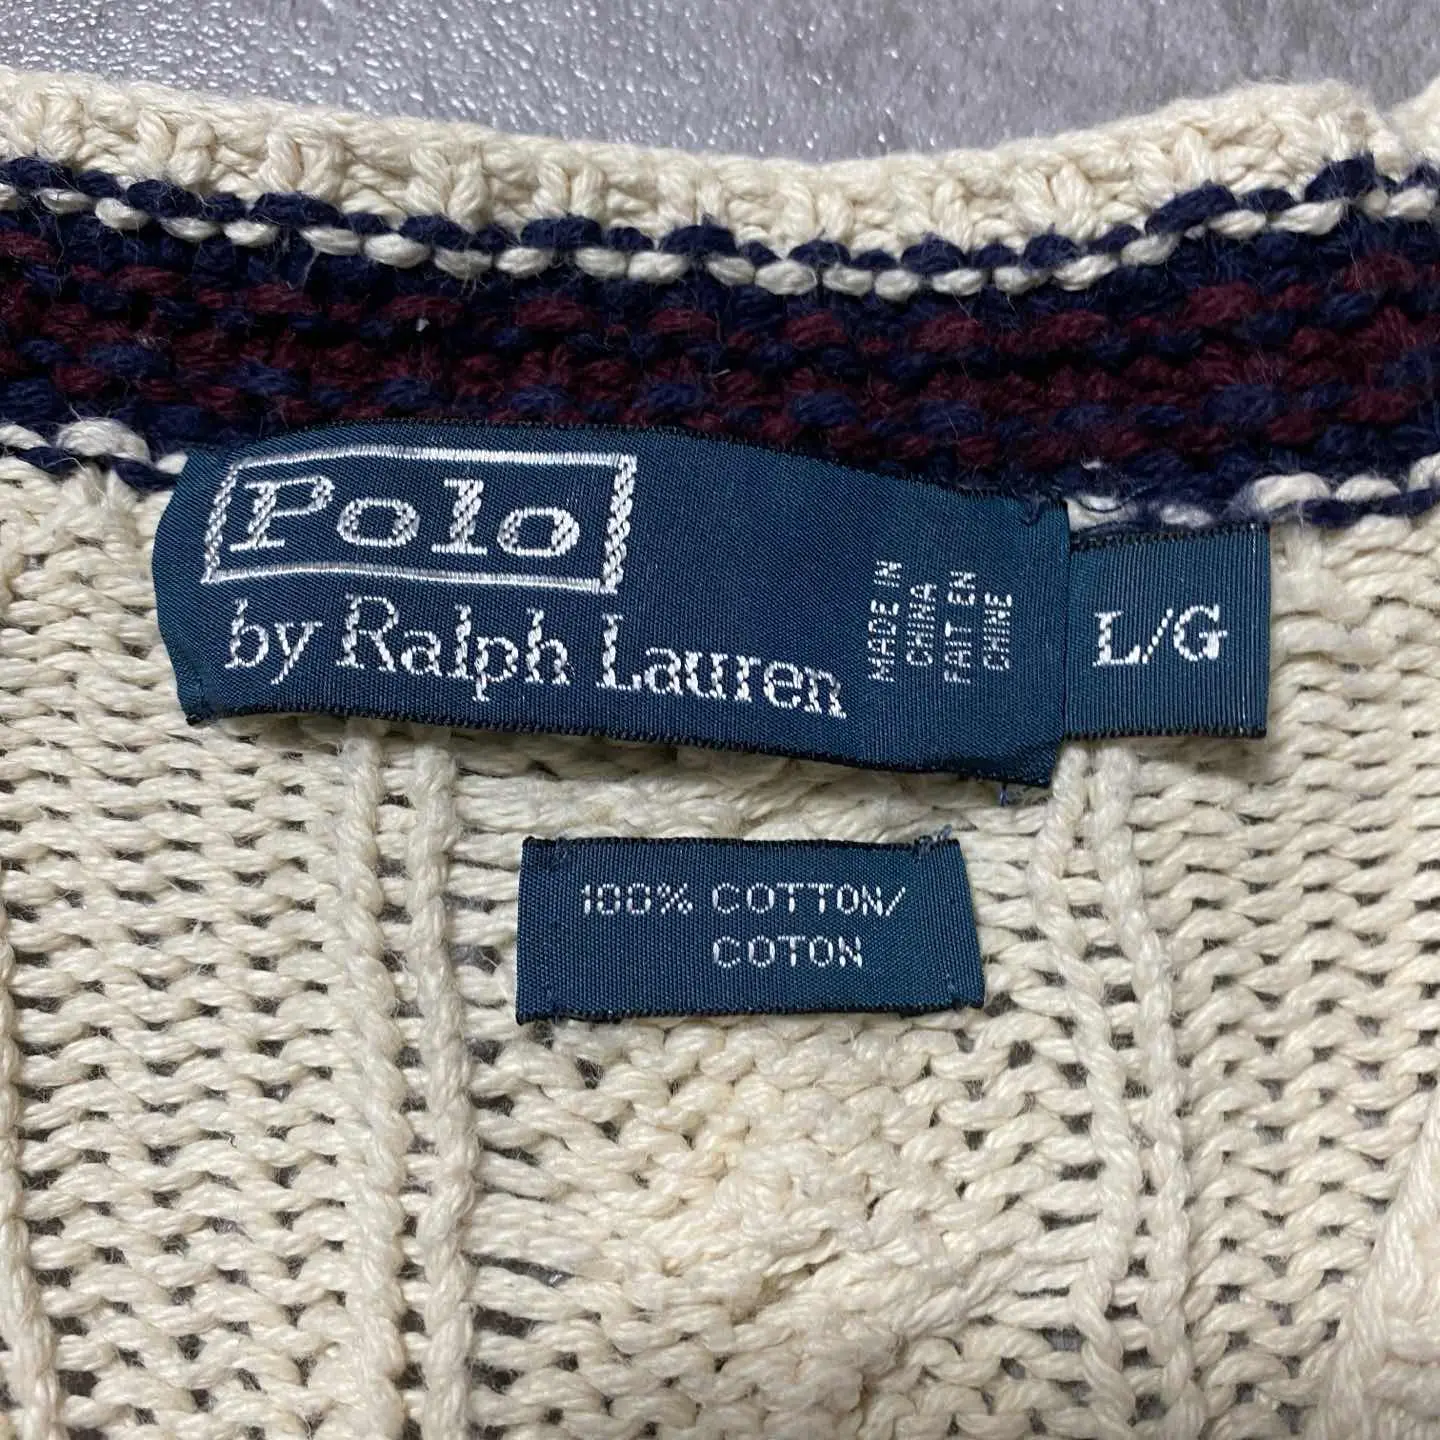 Polo
by Ralph Lauren
MADE IN
CHINA
FAIT EN
CHINE
L/G
100% COTTON/
COTON